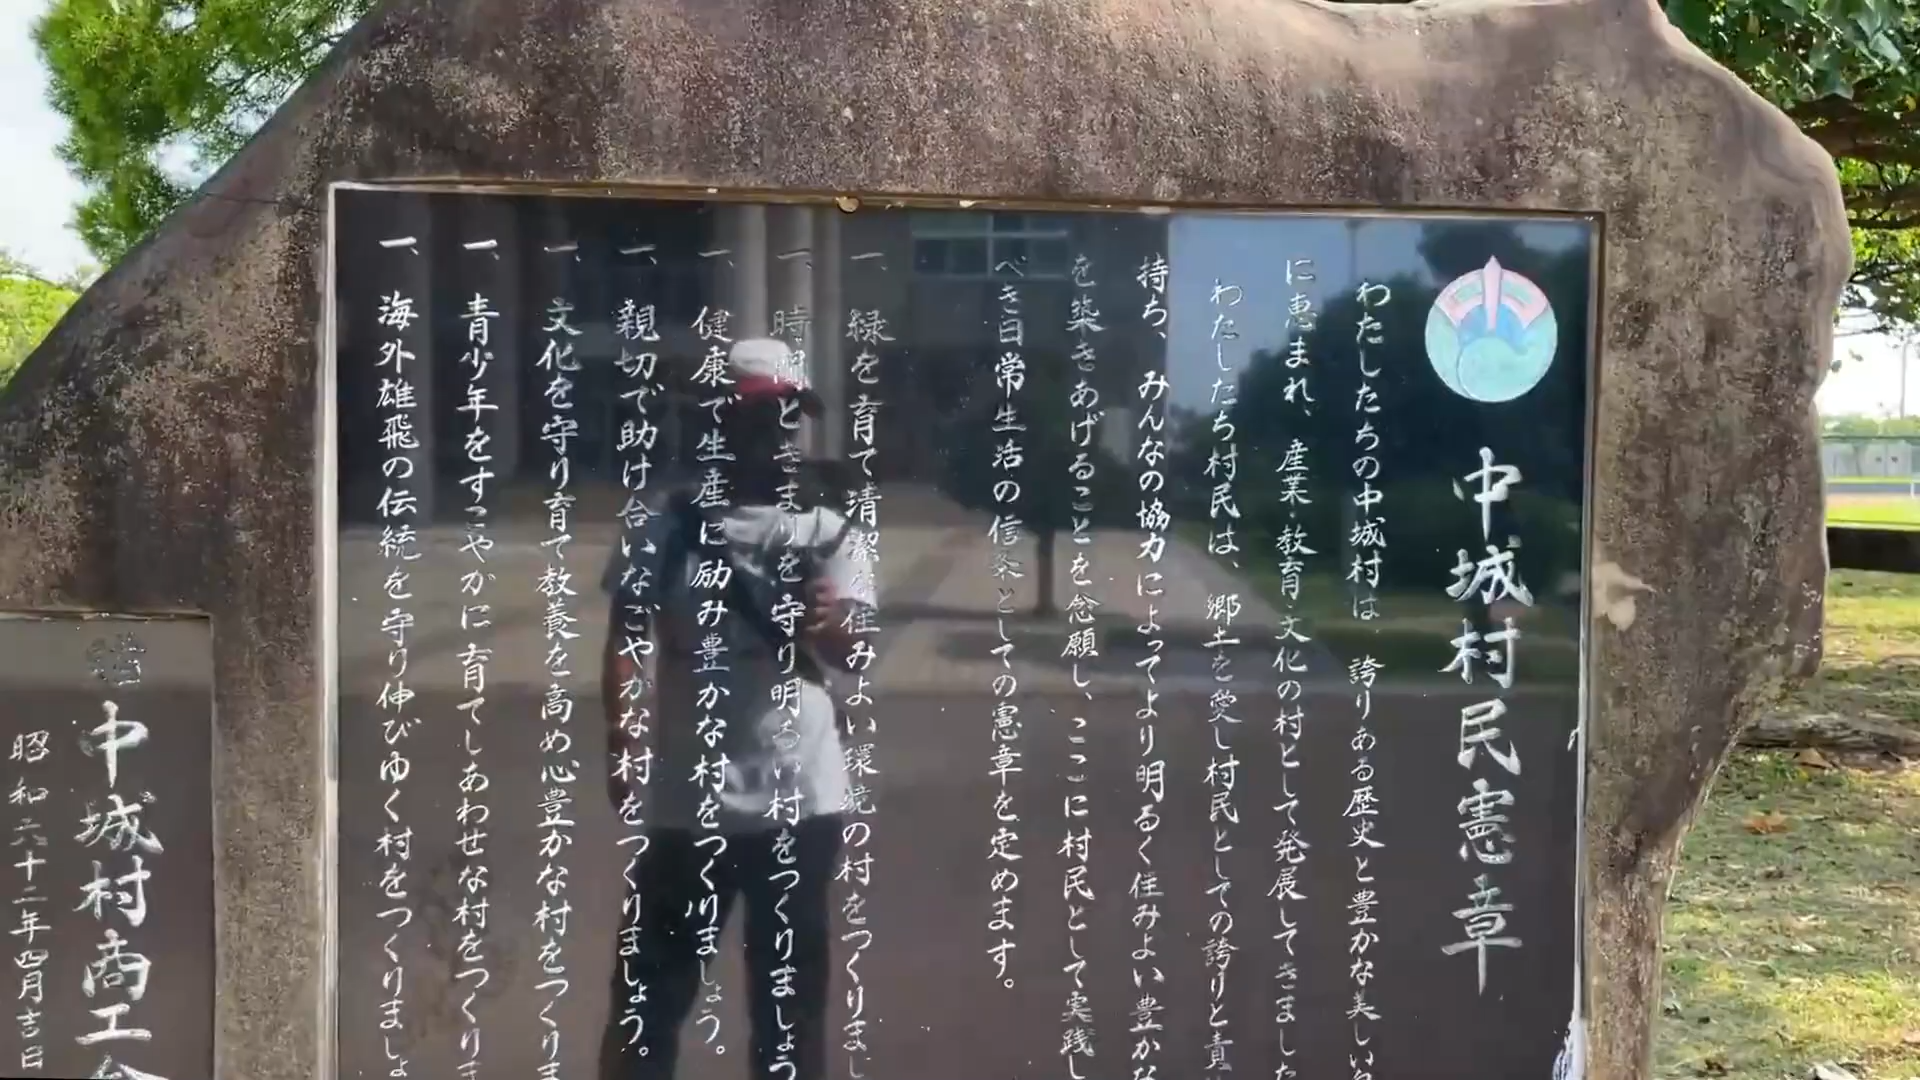 中城村民憲章
わたしたちの中城村は、誇りある歴史と豊かな美しい
に恵まれ、産業・教育・文化の村として発展してきました
わたしたち村民は、郷土を愛し村民としての誇りと責
持ち、みんなの協力によってより明るく住みよい豊かな
を築きあげることを念願し、ここに村民として実践し
べき日常生活の信条としての憲章を定めます。
一、緑を育て清潔な住みよい環境の村をつくりまし
一、時間ときまりを守り明るい村をつくりましょう
一、健康で生産に励み豊かな村をつくりましょう。
一、親切で助け合いなごやかな村をつくりましょう。
一、文化を守り育て教養を高め心豊かな村をつくりま
一、青少年をすこやかに育てしあわせな村をつくりま
一、海外雄飛の伝統を守り伸びゆく村をつくりましょ
中城村商工会
昭和六十二年四月吉日